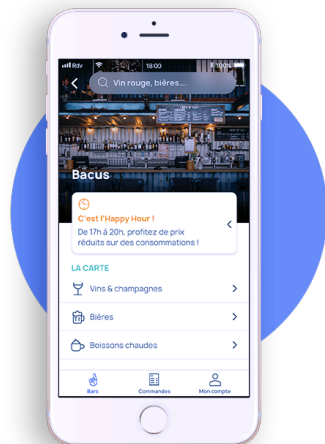 Rdv 18:00 100%
Vin rouge, bières....
Bacus
C'est l'Happy Hour !
De 17h à 20h, profitez de prix
réduits sur des consommations !
LA CARTE
Vins & champagnes
Bières
Boissons chaudes
Bars Commandes Mon compte